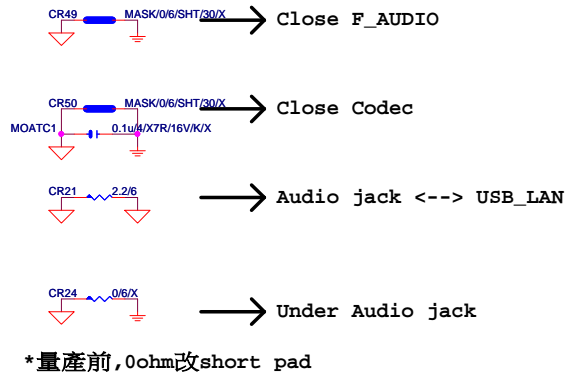 CR49 MASK/0/6/SHT/30/X Close F_AUDIO
CR50 MASK/0/6/SHT/30/X Close Codec
MOATC1 0.1u/4/X7R/16V/K/X
CR21 2.2/6 Audio jack <--> USB_LAN
CR24 0/6/X Under Audio jack
*量產前,0ohm改short pad